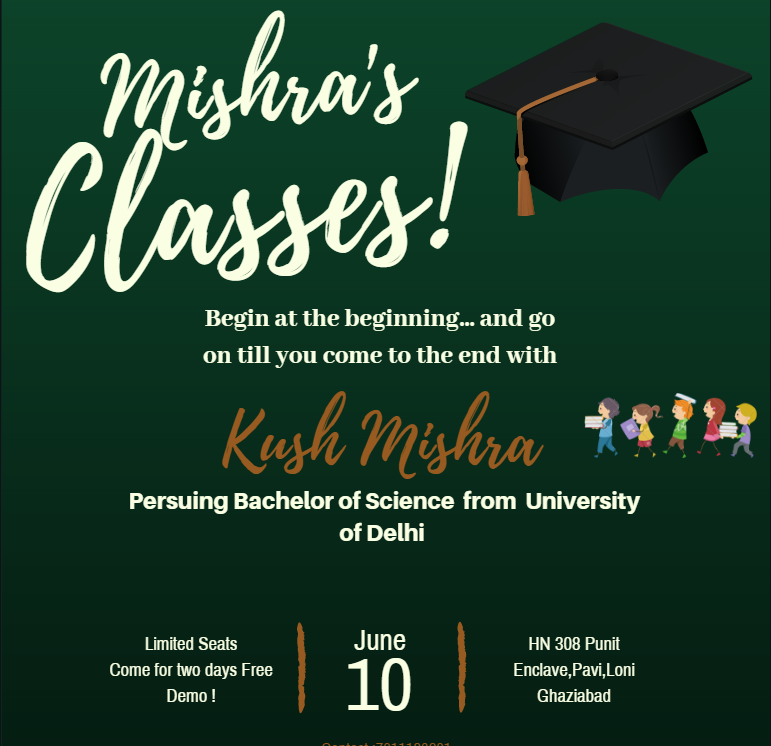 Mishra's
Classes!
Begin at the beginning... and go
on till you come to the end with
Kush Mishra
Persuing Bachelor of Science from University
of Delhi
Limited Seats
Come for two days Free
Demo !
June
10
HN 308 Punit
Enclave,Pavi,Loni
Ghaziabad